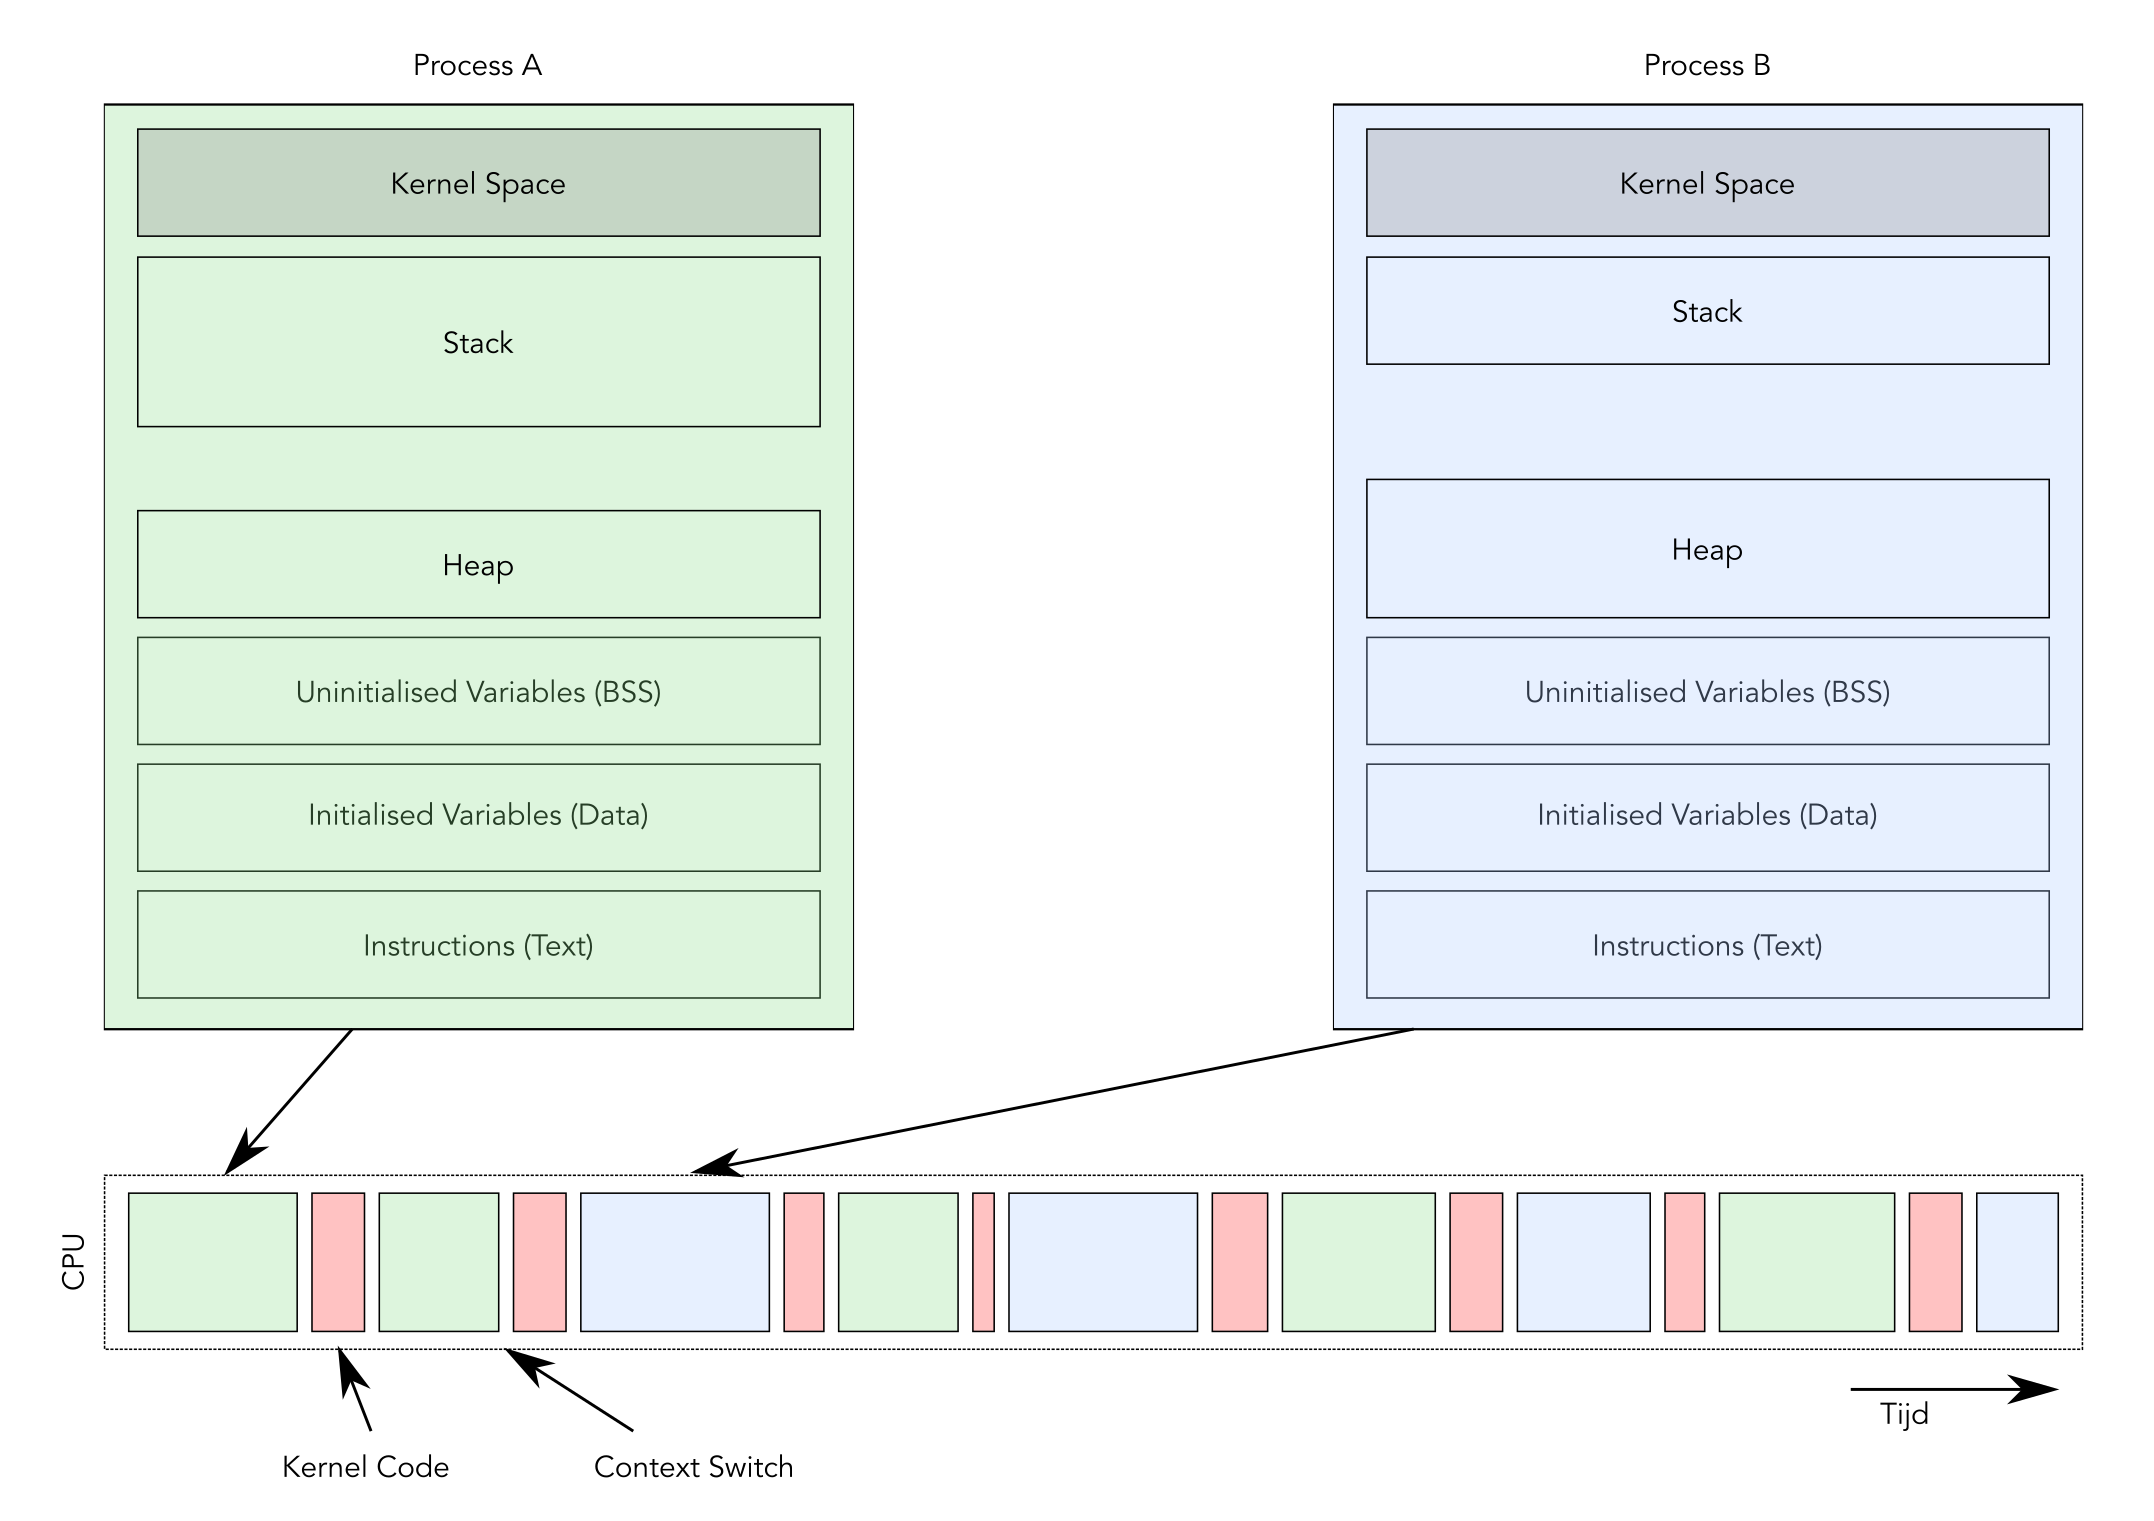 Process A
Kernel Space
Stack
Heap
Uninitialised Variables (BSS)
Initialised Variables (Data)
Instructions (Text)
Process B
Kernel Space
Stack
Heap
Uninitialised Variables (BSS)
Initialised Variables (Data)
Instructions (Text)
CPU
Tijd
Kernel Code
Context Switch